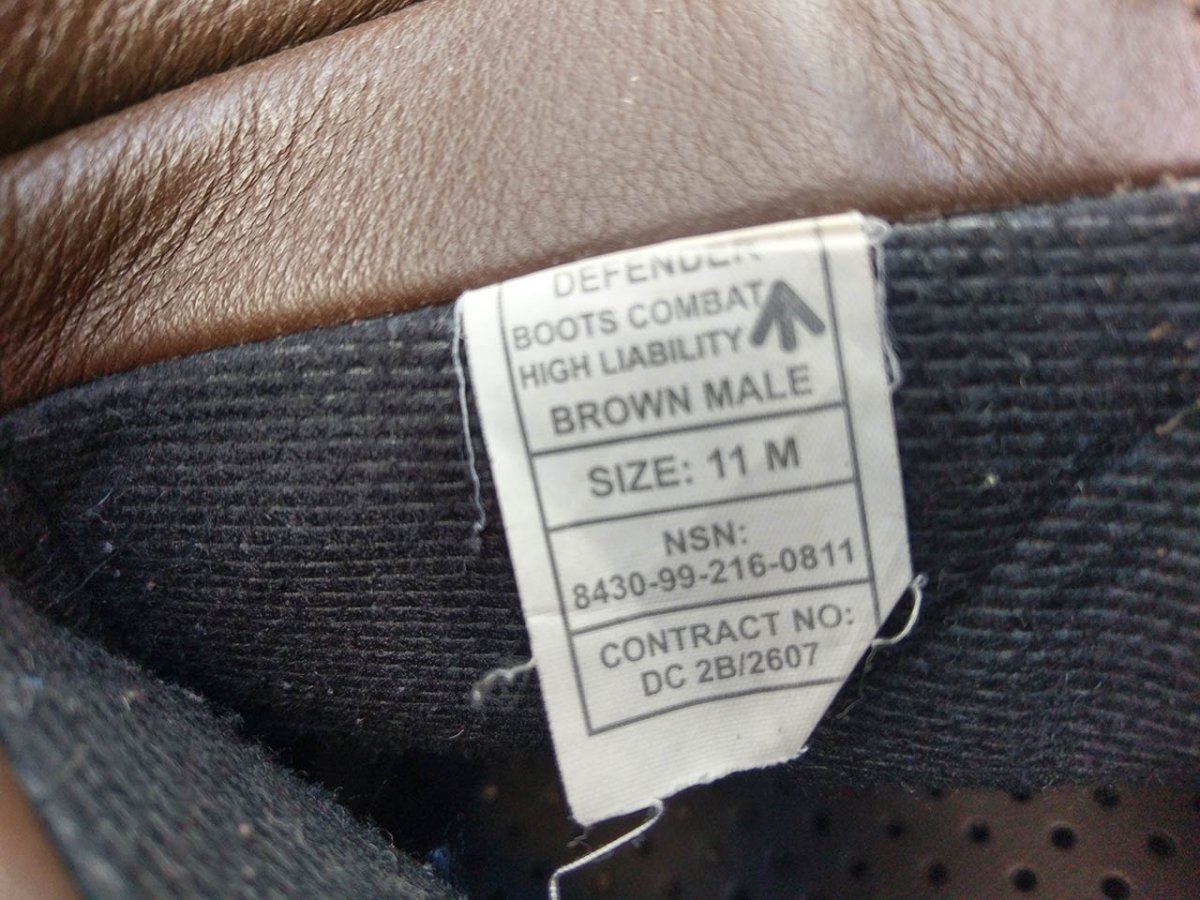 DEFENDER
BOOTS COMBAT
HIGH LIABILITY
BROWN MALE
SIZE: 11 M
NSN:
8430-99-216-0811
CONTRACT NO:
DC 2B/2607